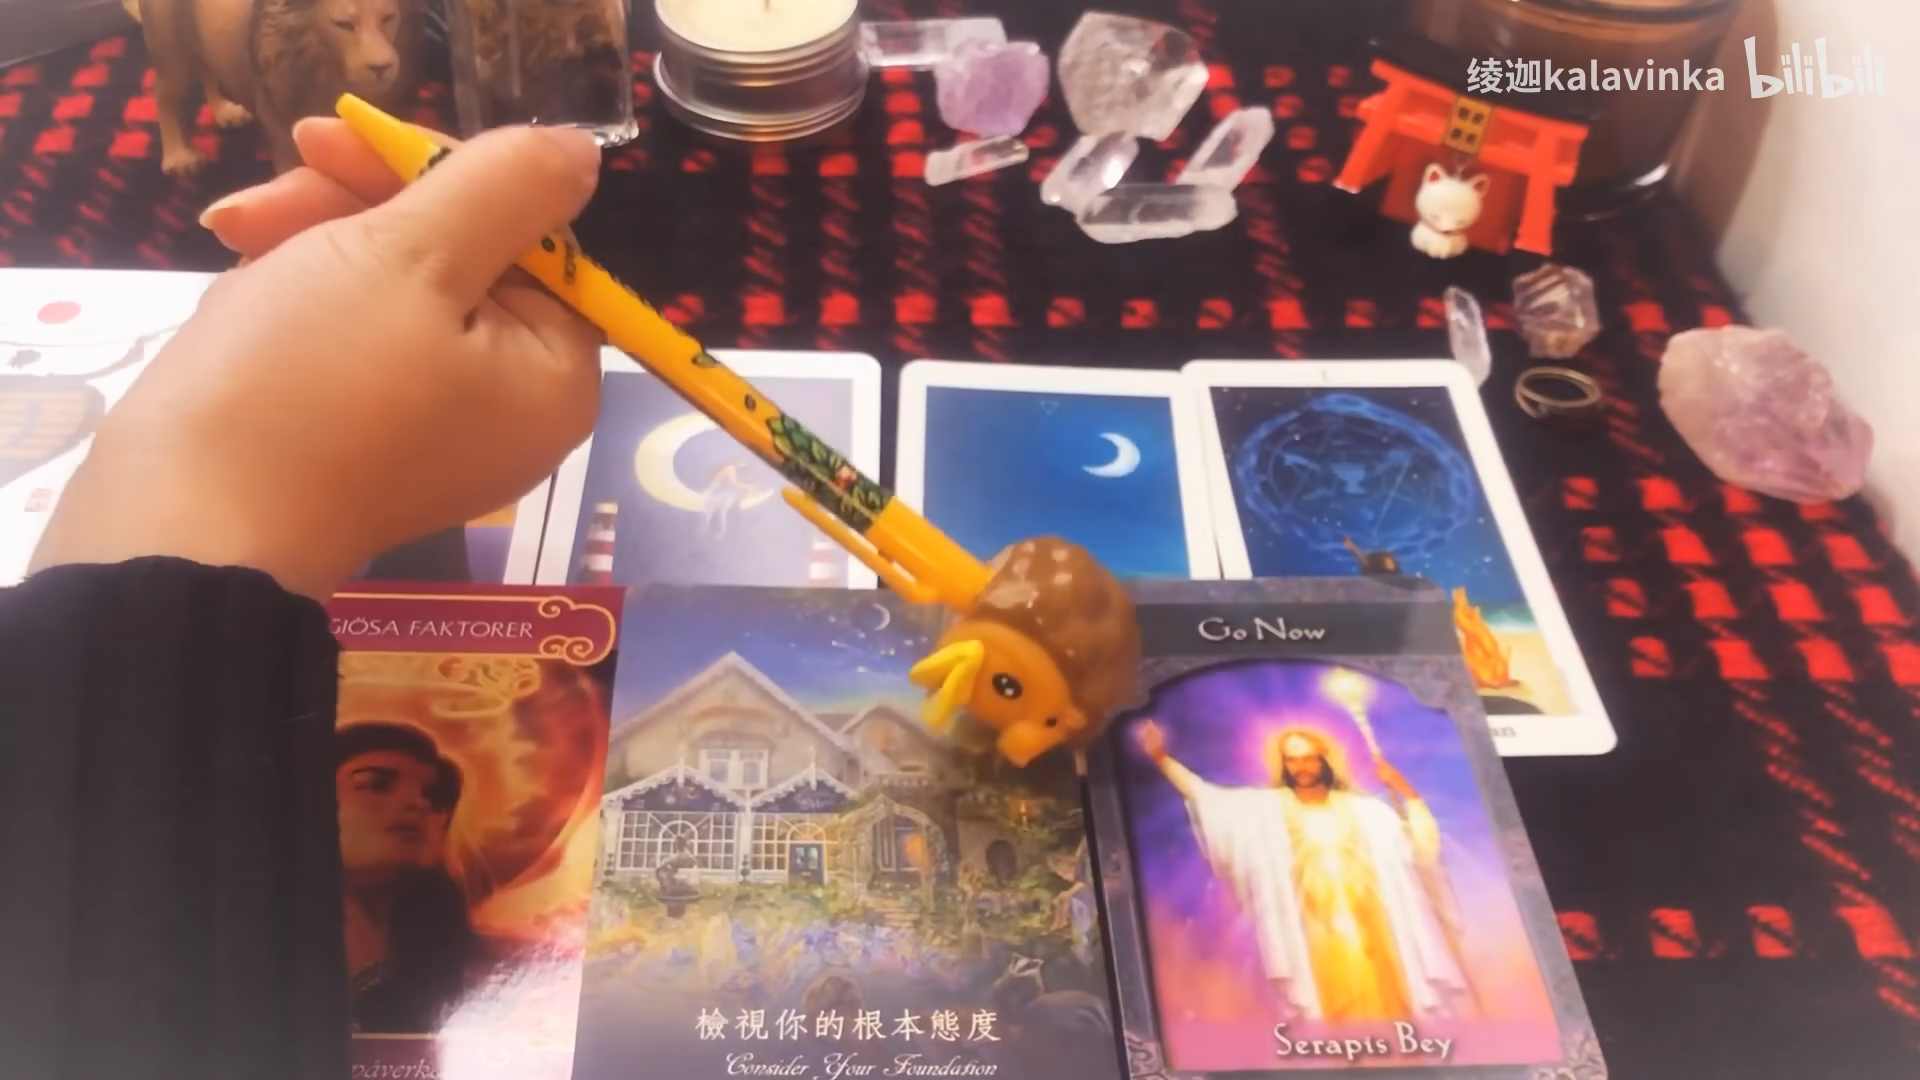 绫迦kalavinka bilibili
GIÖSA FAKTORER
Go Now
檢視你的根本態度
Consider Your Foundation
Serapis Bey